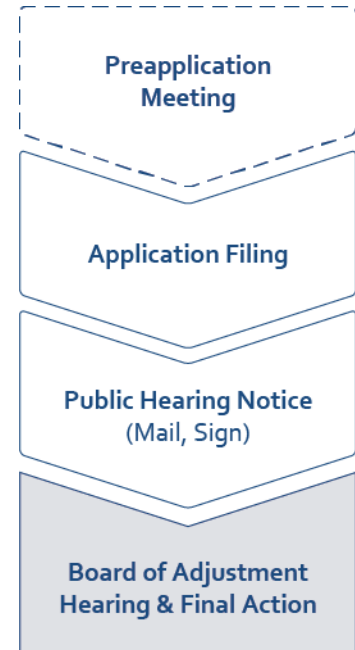 Preapplication
Meeting
Application Filing
Public Hearing Notice
(Mail, Sign)
Board of Adjustment
Hearing & Final Action